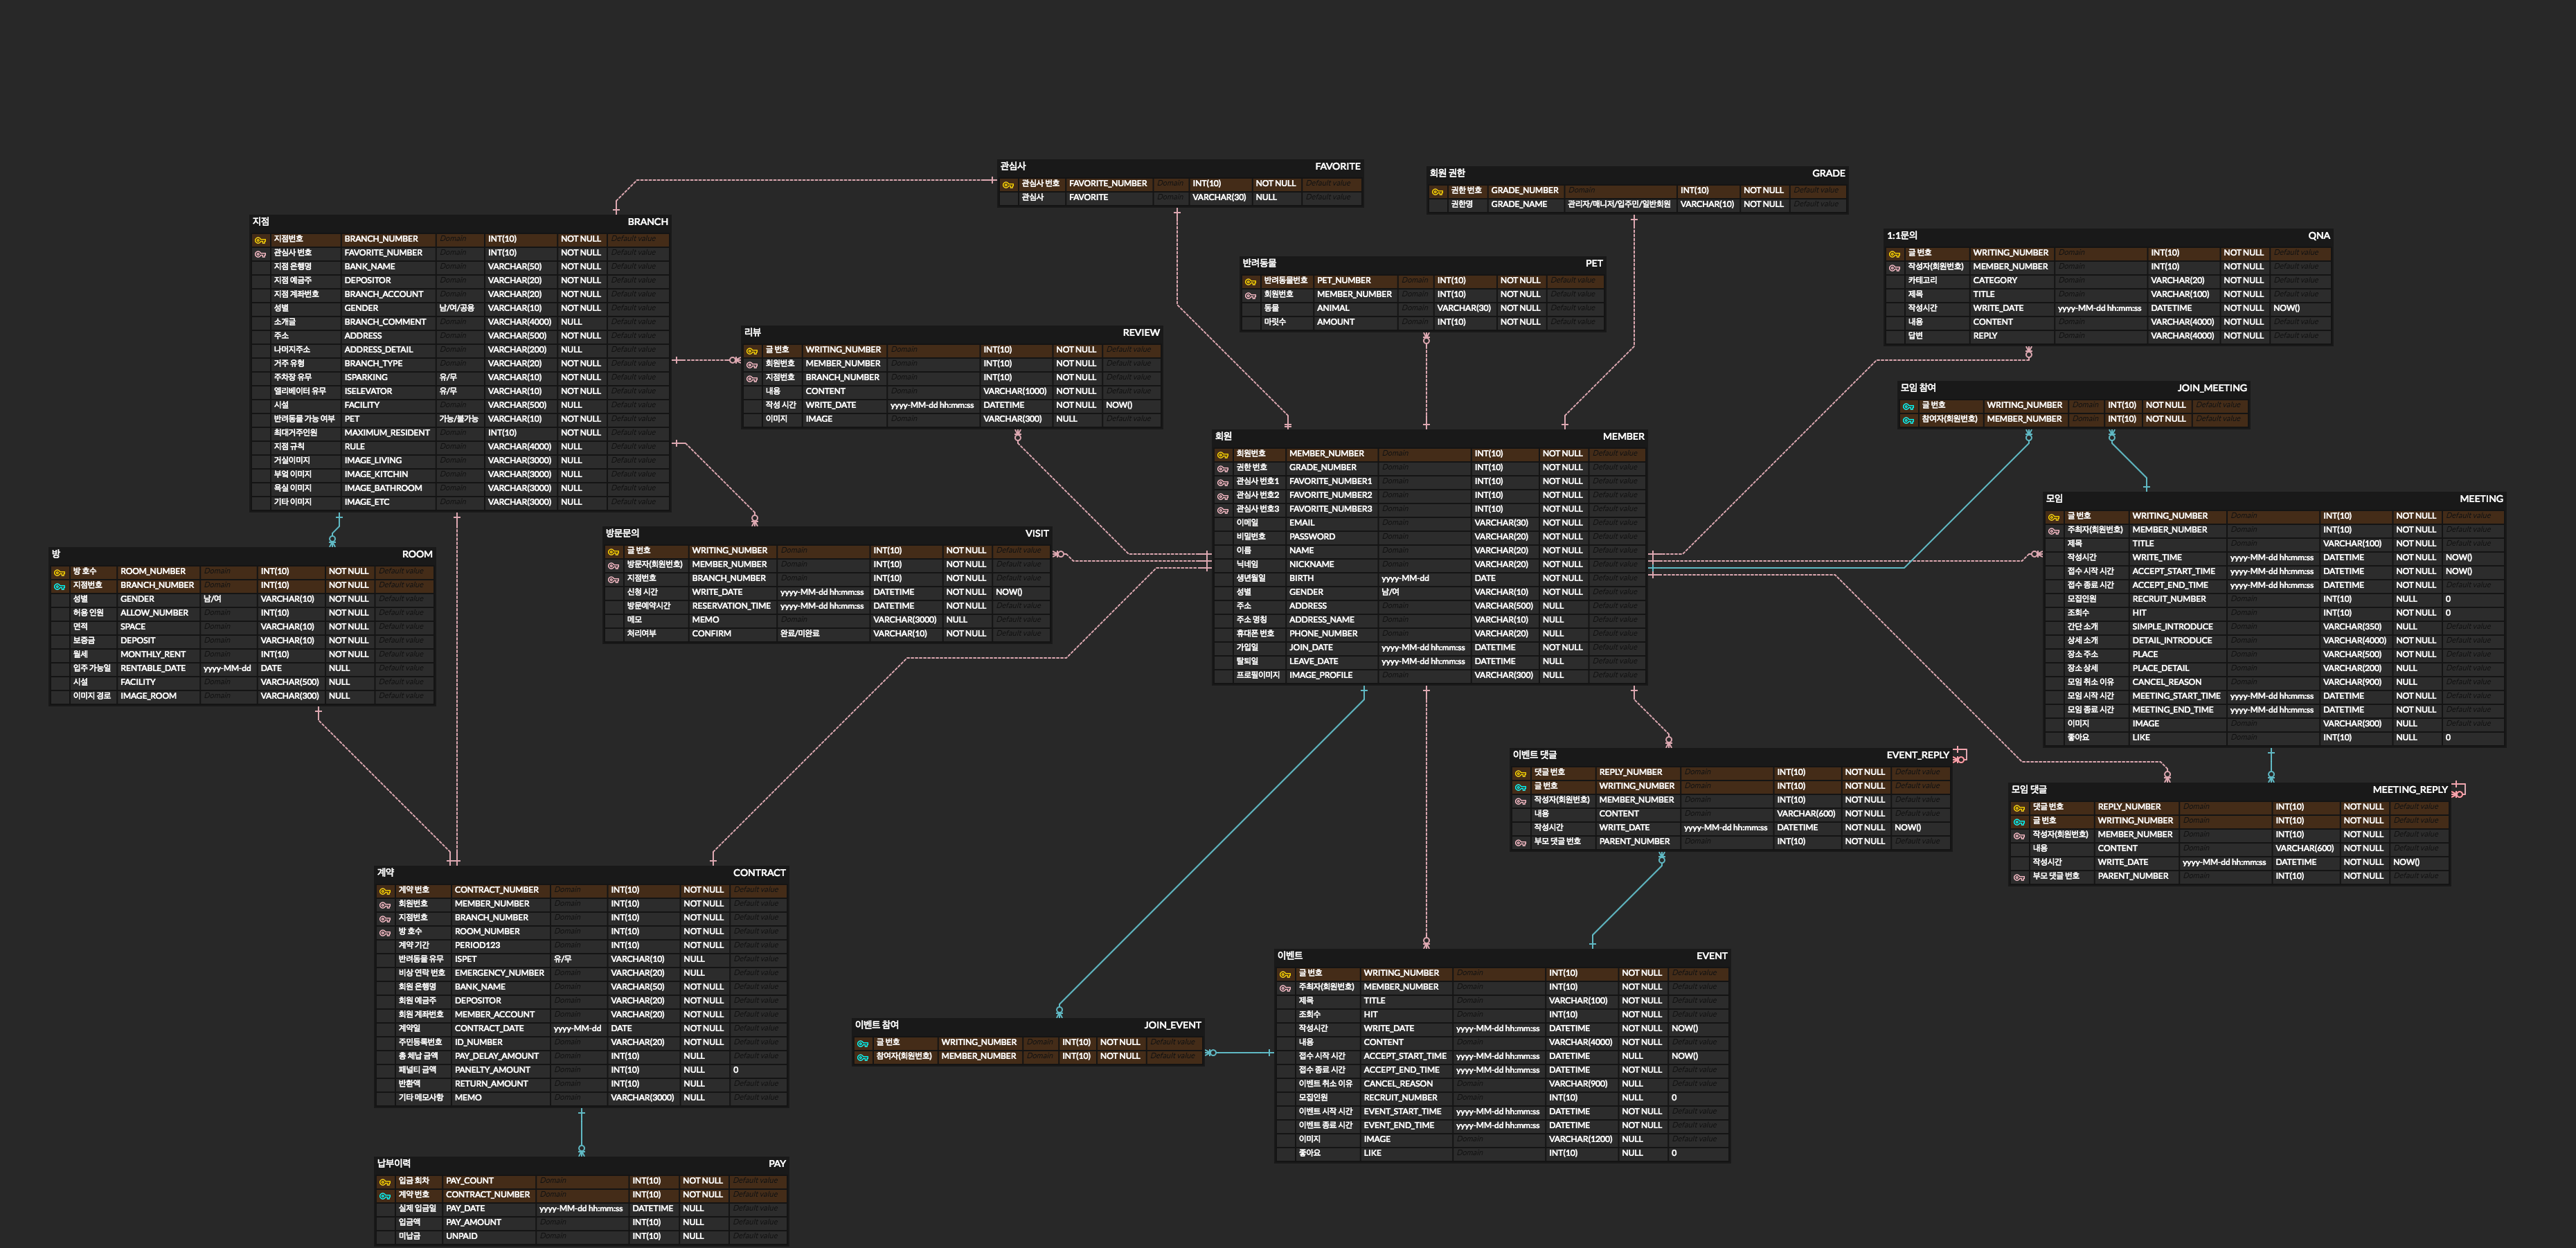 관심사 FAVORITE
관심사 번호 FAVORITE_NUMBER Domain INT(10) NOT NULL Default value
관심사 FAVORITE Domain VARCHAR(30) NULL Default value
회원 권한 GRADE
권한 번호 GRADE_NUMBER Domain INT(10) NOT NULL Default value
권한명 GRADE_NAME 관리자/매니저/입주민/일반회원 VARCHAR(10) NOT NULL Default value
지점 BRANCH
지점번호 BRANCH_NUMBER Domain INT(10) NOT NULL Default value
관심사 번호 FAVORITE_NUMBER Domain INT(10) NOT NULL Default value
지점 은행명 BANK_NAME Domain VARCHAR(50) NOT NULL Default value
지점 예금주 DEPOSITOR Domain VARCHAR(20) NOT NULL Default value
지점 계좌번호 BRANCH_ACCOUNT Domain VARCHAR(20) NOT NULL Default value
성별 GENDER 남/여/공용 VARCHAR(10) NOT NULL Default value
소개글 BRANCH_COMMENT Domain VARCHAR(4000) NULL Default value
주소 ADDRESS Domain VARCHAR(500) NOT NULL Default value
나머지주소 ADDRESS_DETAIL Domain VARCHAR(200) NULL Default value
거주 유형 BRANCH_TYPE Domain VARCHAR(20) NOT NULL Default value
주차장 유무 ISPARKING 유/무 VARCHAR(10) NOT NULL Default value
엘리베이터 유무 ISELEVATOR 유/무 VARCHAR(10) NOT NULL Default value
시설 FACILITY Domain VARCHAR(500) NULL Default value
반려동물 가능 여부 PET 가능/불가능 VARCHAR(10) NOT NULL Default value
최대거주인원 MAXIMUM_RESIDENT Domain INT(10) NOT NULL Default value
지점 규칙 RULE Domain VARCHAR(4000) NULL Default value
거실이미지 IMAGE_LIVING Domain VARCHAR(3000) NULL Default value
부엌 이미지 IMAGE_KITCHIN Domain VARCHAR(3000) NULL Default value
욕실 이미지 IMAGE_BATHROOM Domain VARCHAR(3000) NULL Default value
기타 이미지 IMAGE_ETC Domain VARCHAR(3000) NULL Default value
1:1문의 QNA
글 번호 WRITING_NUMBER Domain INT(10) NOT NULL Default value
작성자(회원번호) MEMBER_NUMBER Domain INT(10) NOT NULL Default value
카테고리 CATEGORY Domain VARCHAR(20) NOT NULL Default value
제목 TITLE Domain VARCHAR(100) NOT NULL Default value
작성시간 WRITE_DATE yyyy-MM-dd hh:mm:ss DATETIME NOT NULL NOW()
내용 CONTENT Domain VARCHAR(4000) NOT NULL Default value
답변 REPLY Domain VARCHAR(4000) NOT NULL Default value
반려동물 PET
반려동물번호 PET_NUMBER Domain INT(10) NOT NULL Default value
회원번호 MEMBER_NUMBER Domain INT(10) NOT NULL Default value
동물 ANIMAL Domain VARCHAR(30) NOT NULL Default value
마릿수 AMOUNT Domain INT(10) NOT NULL Default value
리뷰 REVIEW
글 번호 WRITING_NUMBER Domain INT(10) NOT NULL Default value
회원번호 MEMBER_NUMBER Domain INT(10) NOT NULL Default value
지점번호 BRANCH_NUMBER Domain INT(10) NOT NULL Default value
내용 CONTENT Domain VARCHAR(1000) NOT NULL Default value
작성 시간 WRITE_DATE yyyy-MM-dd hh:mm:ss DATETIME NOT NULL NOW()
이미지 IMAGE Domain VARCHAR(300) NULL Default value
모임 참여 JOIN_MEETING
글 번호 WRITING_NUMBER Domain INT(10) NOT NULL Default value
참여자(회원번호) MEMBER_NUMBER Domain INT(10) NOT NULL Default value
회원 MEMBER
회원번호 MEMBER_NUMBER Domain INT(10) NOT NULL Default value
권한 번호 GRADE_NUMBER Domain INT(10) NOT NULL Default value
관심사 번호1 FAVORITE_NUMBER1 Domain INT(10) NOT NULL Default value
관심사 번호2 FAVORITE_NUMBER2 Domain INT(10) NOT NULL Default value
관심사 번호3 FAVORITE_NUMBER3 Domain INT(10) NOT NULL Default value
이메일 EMAIL Domain VARCHAR(30) NOT NULL Default value
비밀번호 PASSWORD Domain VARCHAR(20) NOT NULL Default value
이름 NAME Domain VARCHAR(20) NOT NULL Default value
닉네임 NICKNAME Domain VARCHAR(20) NOT NULL Default value
생년월일 BIRTH yyyy-MM-dd DATE NOT NULL Default value
성별 GENDER 남/여 VARCHAR(10) NOT NULL Default value
주소 ADDRESS Domain VARCHAR(500) NULL Default value
주소 명칭 ADDRESS_NAME Domain VARCHAR(10) NULL Default value
휴대폰 번호 PHONE_NUMBER Domain VARCHAR(20) NULL Default value
가입일 JOIN_DATE yyyy-MM-dd hh:mm:ss DATETIME NOT NULL Default value
탈퇴일 LEAVE_DATE yyyy-MM-dd hh:mm:ss DATETIME NULL Default value
프로필이미지 IMAGE_PROFILE Domain VARCHAR(300) NULL Default value
모임 MEETING
글 번호 WRITING_NUMBER Domain INT(10) NOT NULL Default value
주최자(회원번호) MEMBER_NUMBER Domain INT(10) NOT NULL Default value
제목 TITLE Domain VARCHAR(100) NOT NULL Default value
작성시간 WRITE_TIME yyyy-MM-dd hh:mm:ss DATETIME NOT NULL NOW()
접수 시작 시간 ACCEPT_START_TIME yyyy-MM-dd hh:mm:ss DATETIME NOT NULL NOW()
접수 종료 시간 ACCEPT_END_TIME yyyy-MM-dd hh:mm:ss DATETIME NOT NULL Default value
모집인원 RECRUIT_NUMBER Domain INT(10) NULL 0
조회수 HIT Domain INT(10) NOT NULL 0
간단 소개 SIMPLE_INTRODUCE Domain VARCHAR(350) NULL Default value
상세 소개 DETAIL_INTRODUCE Domain VARCHAR(4000) NOT NULL Default value
장소 주소 PLACE Domain VARCHAR(500) NOT NULL Default value
장소 상세 PLACE_DETAIL Domain VARCHAR(200) NULL Default value
모임 취소 이유 CANCEL_REASON Domain VARCHAR(900) NULL Default value
모임 시작 시간 MEETING_START_TIME yyyy-MM-dd hh:mm:ss DATETIME NOT NULL Default value
모임 종료 시간 MEETING_END_TIME yyyy-MM-dd hh:mm:ss DATETIME NOT NULL Default value
이미지 IMAGE Domain VARCHAR(300) NULL Default value
좋아요 LIKE Domain INT(10) NULL 0
방문문의 VISIT
글 번호 WRITING_NUMBER Domain INT(10) NOT NULL Default value
방문자(회원번호) MEMBER_NUMBER Domain INT(10) NOT NULL Default value
지점번호 BRANCH_NUMBER Domain INT(10) NOT NULL Default value
신청 시간 WRITE_DATE yyyy-MM-dd hh:mm:ss DATETIME NOT NULL NOW()
방문예약시간 RESERVATION_TIME yyyy-MM-dd hh:mm:ss DATETIME NOT NULL Default value
메모 MEMO Domain VARCHAR(3000) NULL Default value
처리여부 CONFIRM 완료/미완료 VARCHAR(10) NOT NULL Default value
방 ROOM
방 호수 ROOM_NUMBER Domain INT(10) NOT NULL Default value
지점번호 BRANCH_NUMBER Domain INT(10) NOT NULL Default value
성별 GENDER 남/여 VARCHAR(10) NOT NULL Default value
허용 인원 ALLOW_NUMBER Domain INT(10) NOT NULL Default value
면적 SPACE Domain VARCHAR(10) NOT NULL Default value
보증금 DEPOSIT Domain VARCHAR(10) NOT NULL Default value
월세 MONTHLY_RENT Domain INT(10) NOT NULL Default value
입주 가능일 RENTABLE_DATE yyyy-MM-dd DATE NULL Default value
시설 FACILITY Domain VARCHAR(500) NULL Default value
이미지 경로 IMAGE_ROOM Domain VARCHAR(300) NULL Default value
이벤트 댓글 EVENT_REPLY
댓글 번호 REPLY_NUMBER Domain INT(10) NOT NULL Default value
글 번호 WRITING_NUMBER Domain INT(10) NOT NULL Default value
작성자(회원번호) MEMBER_NUMBER Domain INT(10) NOT NULL Default value
내용 CONTENT Domain VARCHAR(600) NOT NULL Default value
작성시간 WRITE_DATE yyyy-MM-dd hh:mm:ss DATETIME NOT NULL NOW()
부모 댓글 번호 PARENT_NUMBER Domain INT(10) NOT NULL Default value
모임 댓글 MEETING_REPLY
댓글 번호 REPLY_NUMBER Domain INT(10) NOT NULL Default value
글 번호 WRITING_NUMBER Domain INT(10) NOT NULL Default value
작성자(회원번호) MEMBER_NUMBER Domain INT(10) NOT NULL Default value
내용 CONTENT Domain VARCHAR(600) NOT NULL Default value
작성시간 WRITE_DATE yyyy-MM-dd hh:mm:ss DATETIME NOT NULL NOW()
부모 댓글 번호 PARENT_NUMBER Domain INT(10) NOT NULL Default value
계약 CONTRACT
계약 번호 CONTRACT_NUMBER Domain INT(10) NOT NULL Default value
회원번호 MEMBER_NUMBER Domain INT(10) NOT NULL Default value
지점번호 BRANCH_NUMBER Domain INT(10) NOT NULL Default value
방 호수 ROOM_NUMBER Domain INT(10) NOT NULL Default value
계약 기간 PERIOD123 Domain INT(10) NOT NULL Default value
반려동물 유무 ISPET 유/무 VARCHAR(10) NULL Default value
비상 연락 번호 EMERGENCY_NUMBER Domain VARCHAR(20) NULL Default value
회원 은행명 BANK_NAME Domain VARCHAR(50) NOT NULL Default value
회원 예금주 DEPOSITOR Domain VARCHAR(20) NOT NULL Default value
회원 계좌번호 MEMBER_ACCOUNT Domain VARCHAR(20) NOT NULL Default value
계약일 CONTRACT_DATE yyyy-MM-dd DATE NOT NULL Default value
주민등록번호 ID_NUMBER Domain VARCHAR(20) NOT NULL Default value
총 체납 금액 PAY_DELAY_AMOUNT Domain INT(10) NULL Default value
패널티 금액 PANELTY_AMOUNT Domain INT(10) NULL 0
반환액 RETURN_AMOUNT Domain INT(10) NULL Default value
기타 메모사항 MEMO Domain VARCHAR(3000) NULL Default value
이벤트 EVENT
글 번호 WRITING_NUMBER Domain INT(10) NOT NULL Default value
주최자(회원번호) MEMBER_NUMBER Domain INT(10) NOT NULL Default value
제목 TITLE Domain VARCHAR(100) NOT NULL Default value
조회수 HIT Domain INT(10) NOT NULL Default value
작성시간 WRITE_DATE yyyy-MM-dd hh:mm:ss DATETIME NOT NULL NOW()
내용 CONTENT Domain VARCHAR(4000) NOT NULL Default value
접수 시작 시간 ACCEPT_START_TIME yyyy-MM-dd hh:mm:ss DATETIME NULL NOW()
접수 종료 시간 ACCEPT_END_TIME yyyy-MM-dd hh:mm:ss DATETIME NOT NULL Default value
이벤트 취소 이유 CANCEL_REASON Domain VARCHAR(900) NULL Default value
모집인원 RECRUIT_NUMBER Domain INT(10) NULL 0
이벤트 시작 시간 EVENT_START_TIME yyyy-MM-dd hh:mm:ss DATETIME NOT NULL Default value
이벤트 종료 시간 EVENT_END_TIME yyyy-MM-dd hh:mm:ss DATETIME NOT NULL Default value
이미지 IMAGE Domain VARCHAR(1200) NULL Default value
좋아요 LIKE Domain INT(10) NULL 0
이벤트 참여 JOIN_EVENT
글 번호 WRITING_NUMBER Domain INT(10) NOT NULL Default value
참여자(회원번호) MEMBER_NUMBER Domain INT(10) NOT NULL Default value
납부이력 PAY
입금 회차 PAY_COUNT Domain INT(10) NOT NULL Default value
계약 번호 CONTRACT_NUMBER Domain INT(10) NOT NULL Default value
실제 입금일 PAY_DATE yyyy-MM-dd hh:mm:ss DATETIME NULL Default value
입금액 PAY_AMOUNT Domain INT(10) NULL Default value
미납금 UNPAID Domain INT(10) NULL Default value